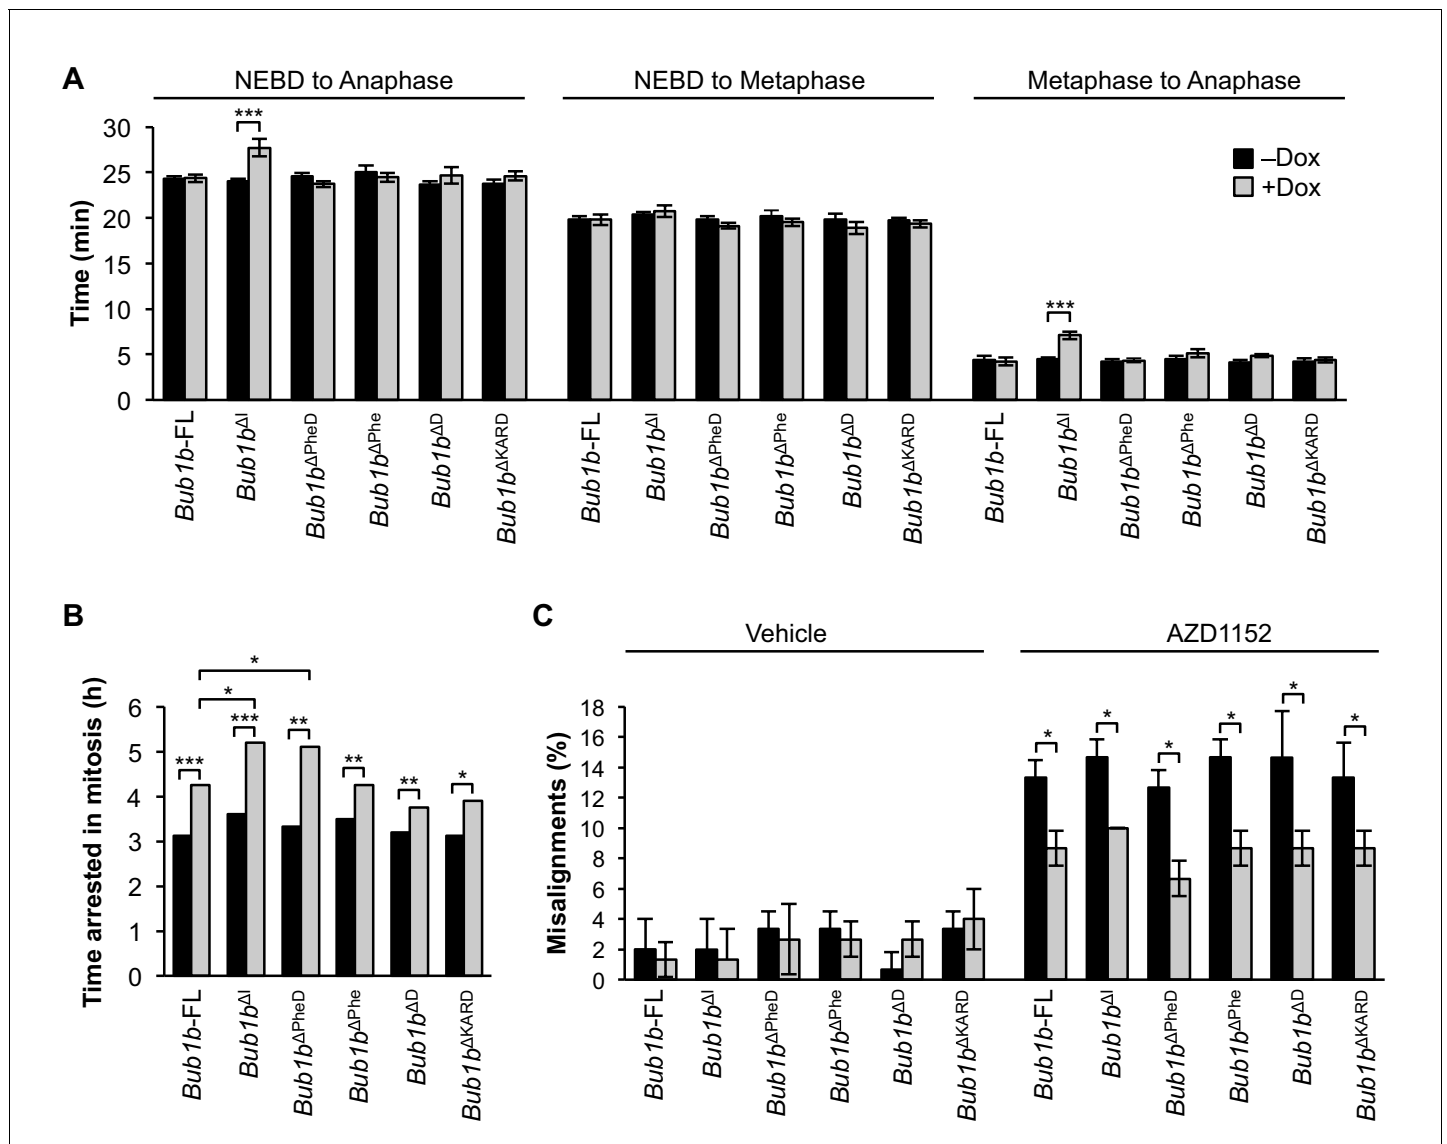 A
NEBD to Anaphase
NEBD to Metaphase
Metaphase to Anaphase
Time (min)
30
25
20
15
10
5
0
***
***
–Dox
+Dox
Bub1b-FL
Bub1bΔI
Bub1bΔPheD
Bub1bΔPhe
Bub1bΔD
Bub1bΔKARD
Bub1b-FL
Bub1bΔI
Bub1bΔPheD
Bub1bΔPhe
Bub1bΔD
Bub1bΔKARD
Bub1b-FL
Bub1bΔI
Bub1bΔPheD
Bub1bΔPhe
Bub1bΔD
Bub1bΔKARD
B
Time arrested in mitosis (h)
6
5
4
3
2
1
0
*
*
***
***
**
**
**
*
Bub1b-FL
Bub1bΔI
Bub1bΔPheD
Bub1bΔPhe
Bub1bΔD
Bub1bΔKARD
C
Vehicle
AZD1152
Misalignments (%)
18
16
14
12
10
8
6
4
2
0
*
*
*
*
*
*
Bub1b-FL
Bub1bΔI
Bub1bΔPheD
Bub1bΔPhe
Bub1bΔD
Bub1bΔKARD
Bub1b-FL
Bub1bΔI
Bub1bΔPheD
Bub1bΔPhe
Bub1bΔD
Bub1bΔKARD